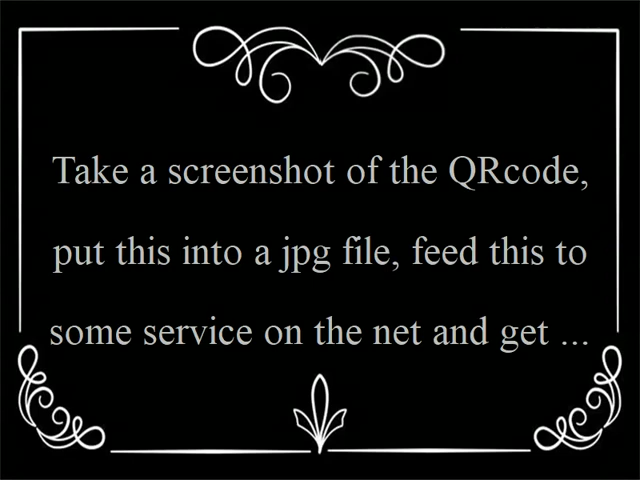 Take a screenshot of the QRcode,
put this into a jpg file, feed this to
some service on the net and get ...